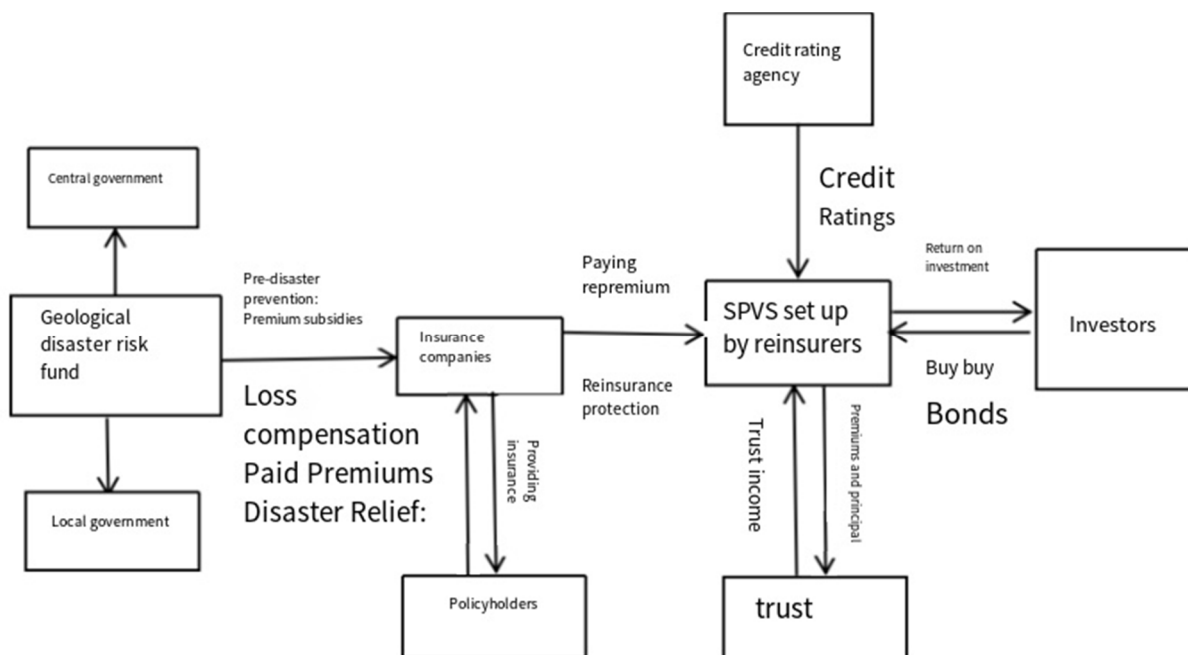 Credit rating
agency
Central government
Credit
Ratings
Geological
disaster risk
fund
Pre-disaster
prevention:
Premium subsidies
Loss
compensation
Paid Premiums
Disaster Relief:
Local government
Insurance
companies
Paying
repremium
Reinsurance
protection
SPVS set up
by reinsurers
Return on
investment
Buy buy
Bonds
Investors
Providing
insurance
Policyholders
Trust income
Premiums and principal
trust